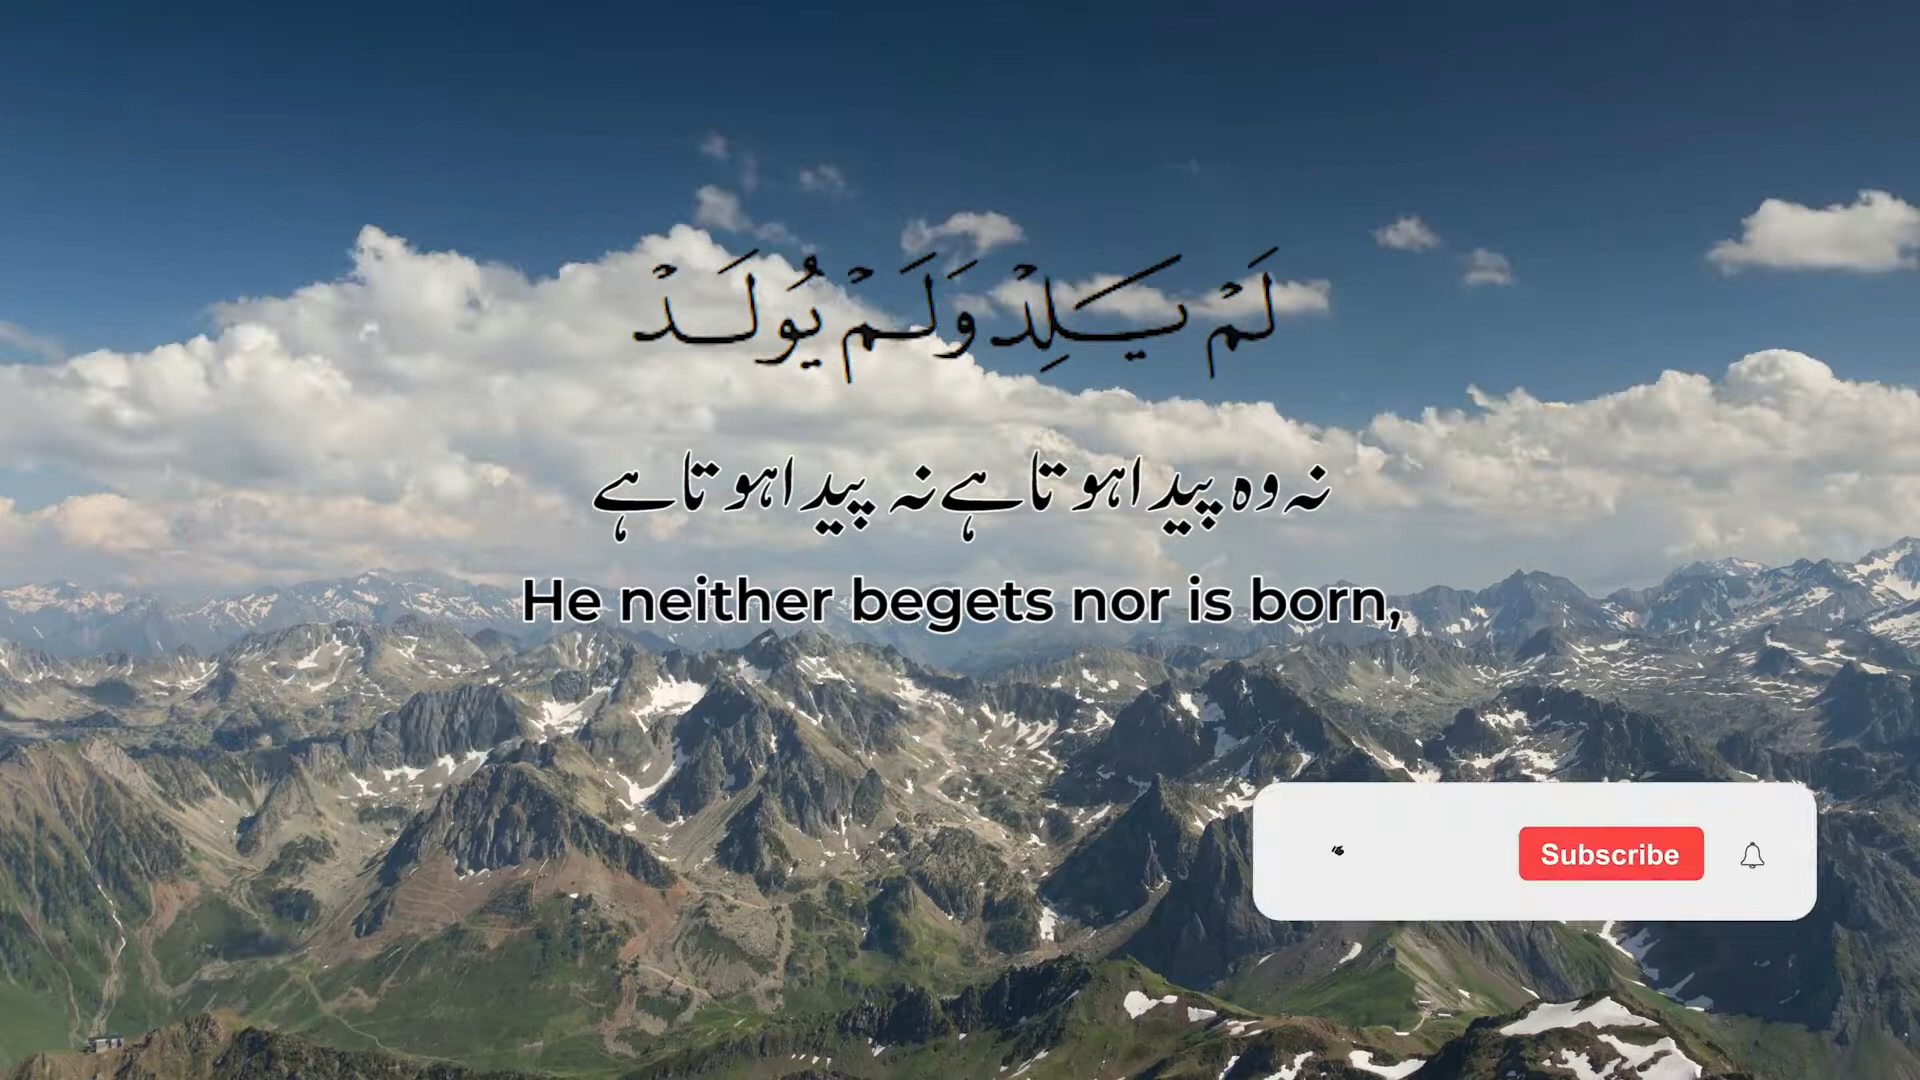 لَمْ يَلِدْ وَلَمْ يُولَدْ
نہ وہ پیدا ہوتا ہے نہ پیدا ہوتا ہے
He neither begets nor is born,
Subscribe